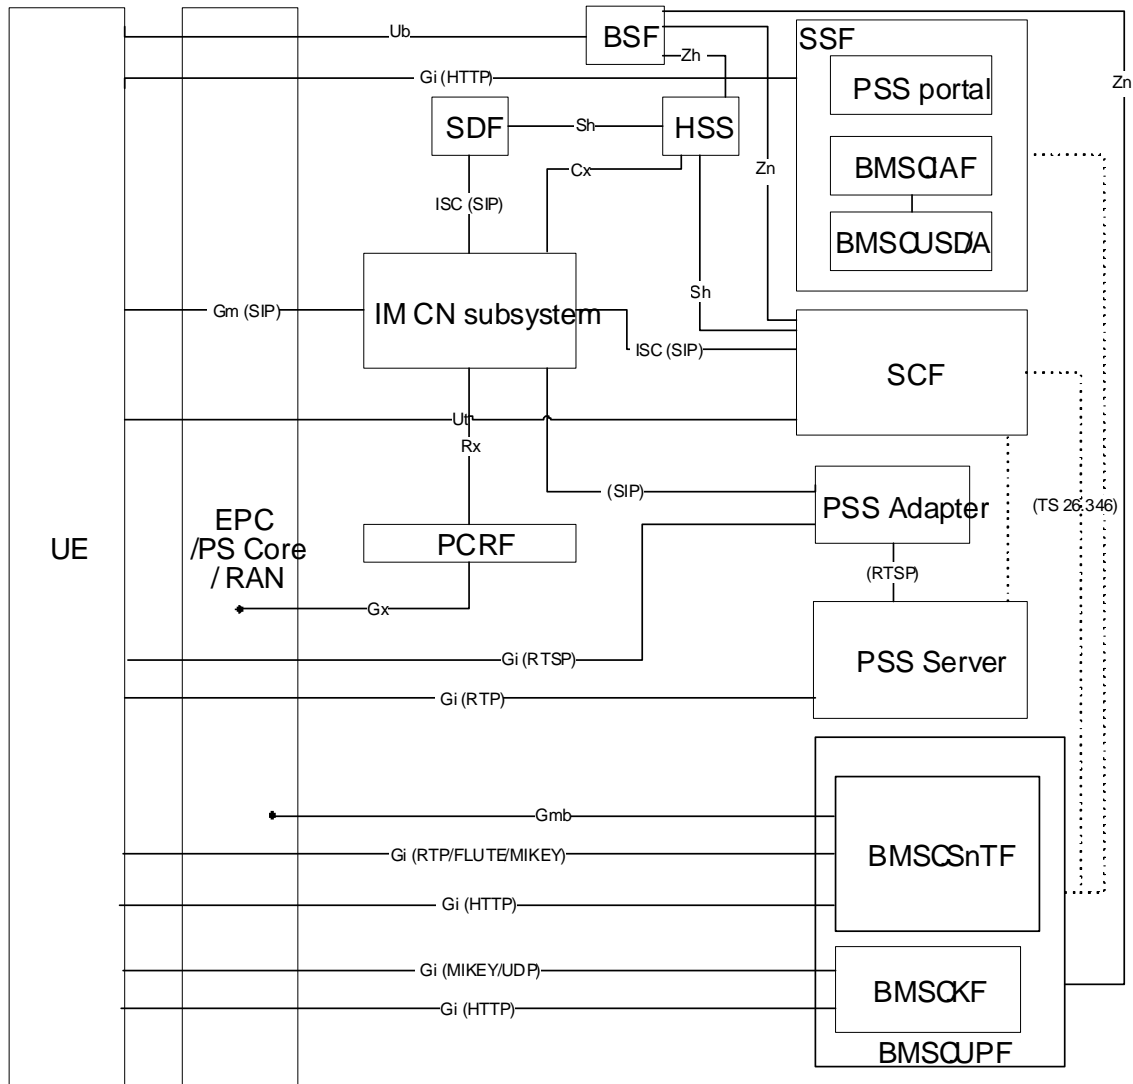 Ub
BSF
SSF
Zh
Zn
Gi (HTTP)
PSS portal
SDF
Sh
HSS
Cx
Zn
BMSC.IAF
ISC (SIP)
BMSC.USD/A
Sh
Gm (SIP)
IM CN subsystem
ISC (SIP)
SCF
Ut
Rx
(SIP)
PSS Adapter
(TS 26.346)
EPC
/PS Core
/ RAN
UE
PCRF
(RTSP)
Gx
Gi (RTSP)
PSS Server
Gi (RTP)
Gmb
Gi (RTP/FLUTE/MIKEY)
BMSC.SnTF
Gi (HTTP)
Gi (MIKEY/UDP)
BMSC.KF
Gi (HTTP)
BMSC.UPF